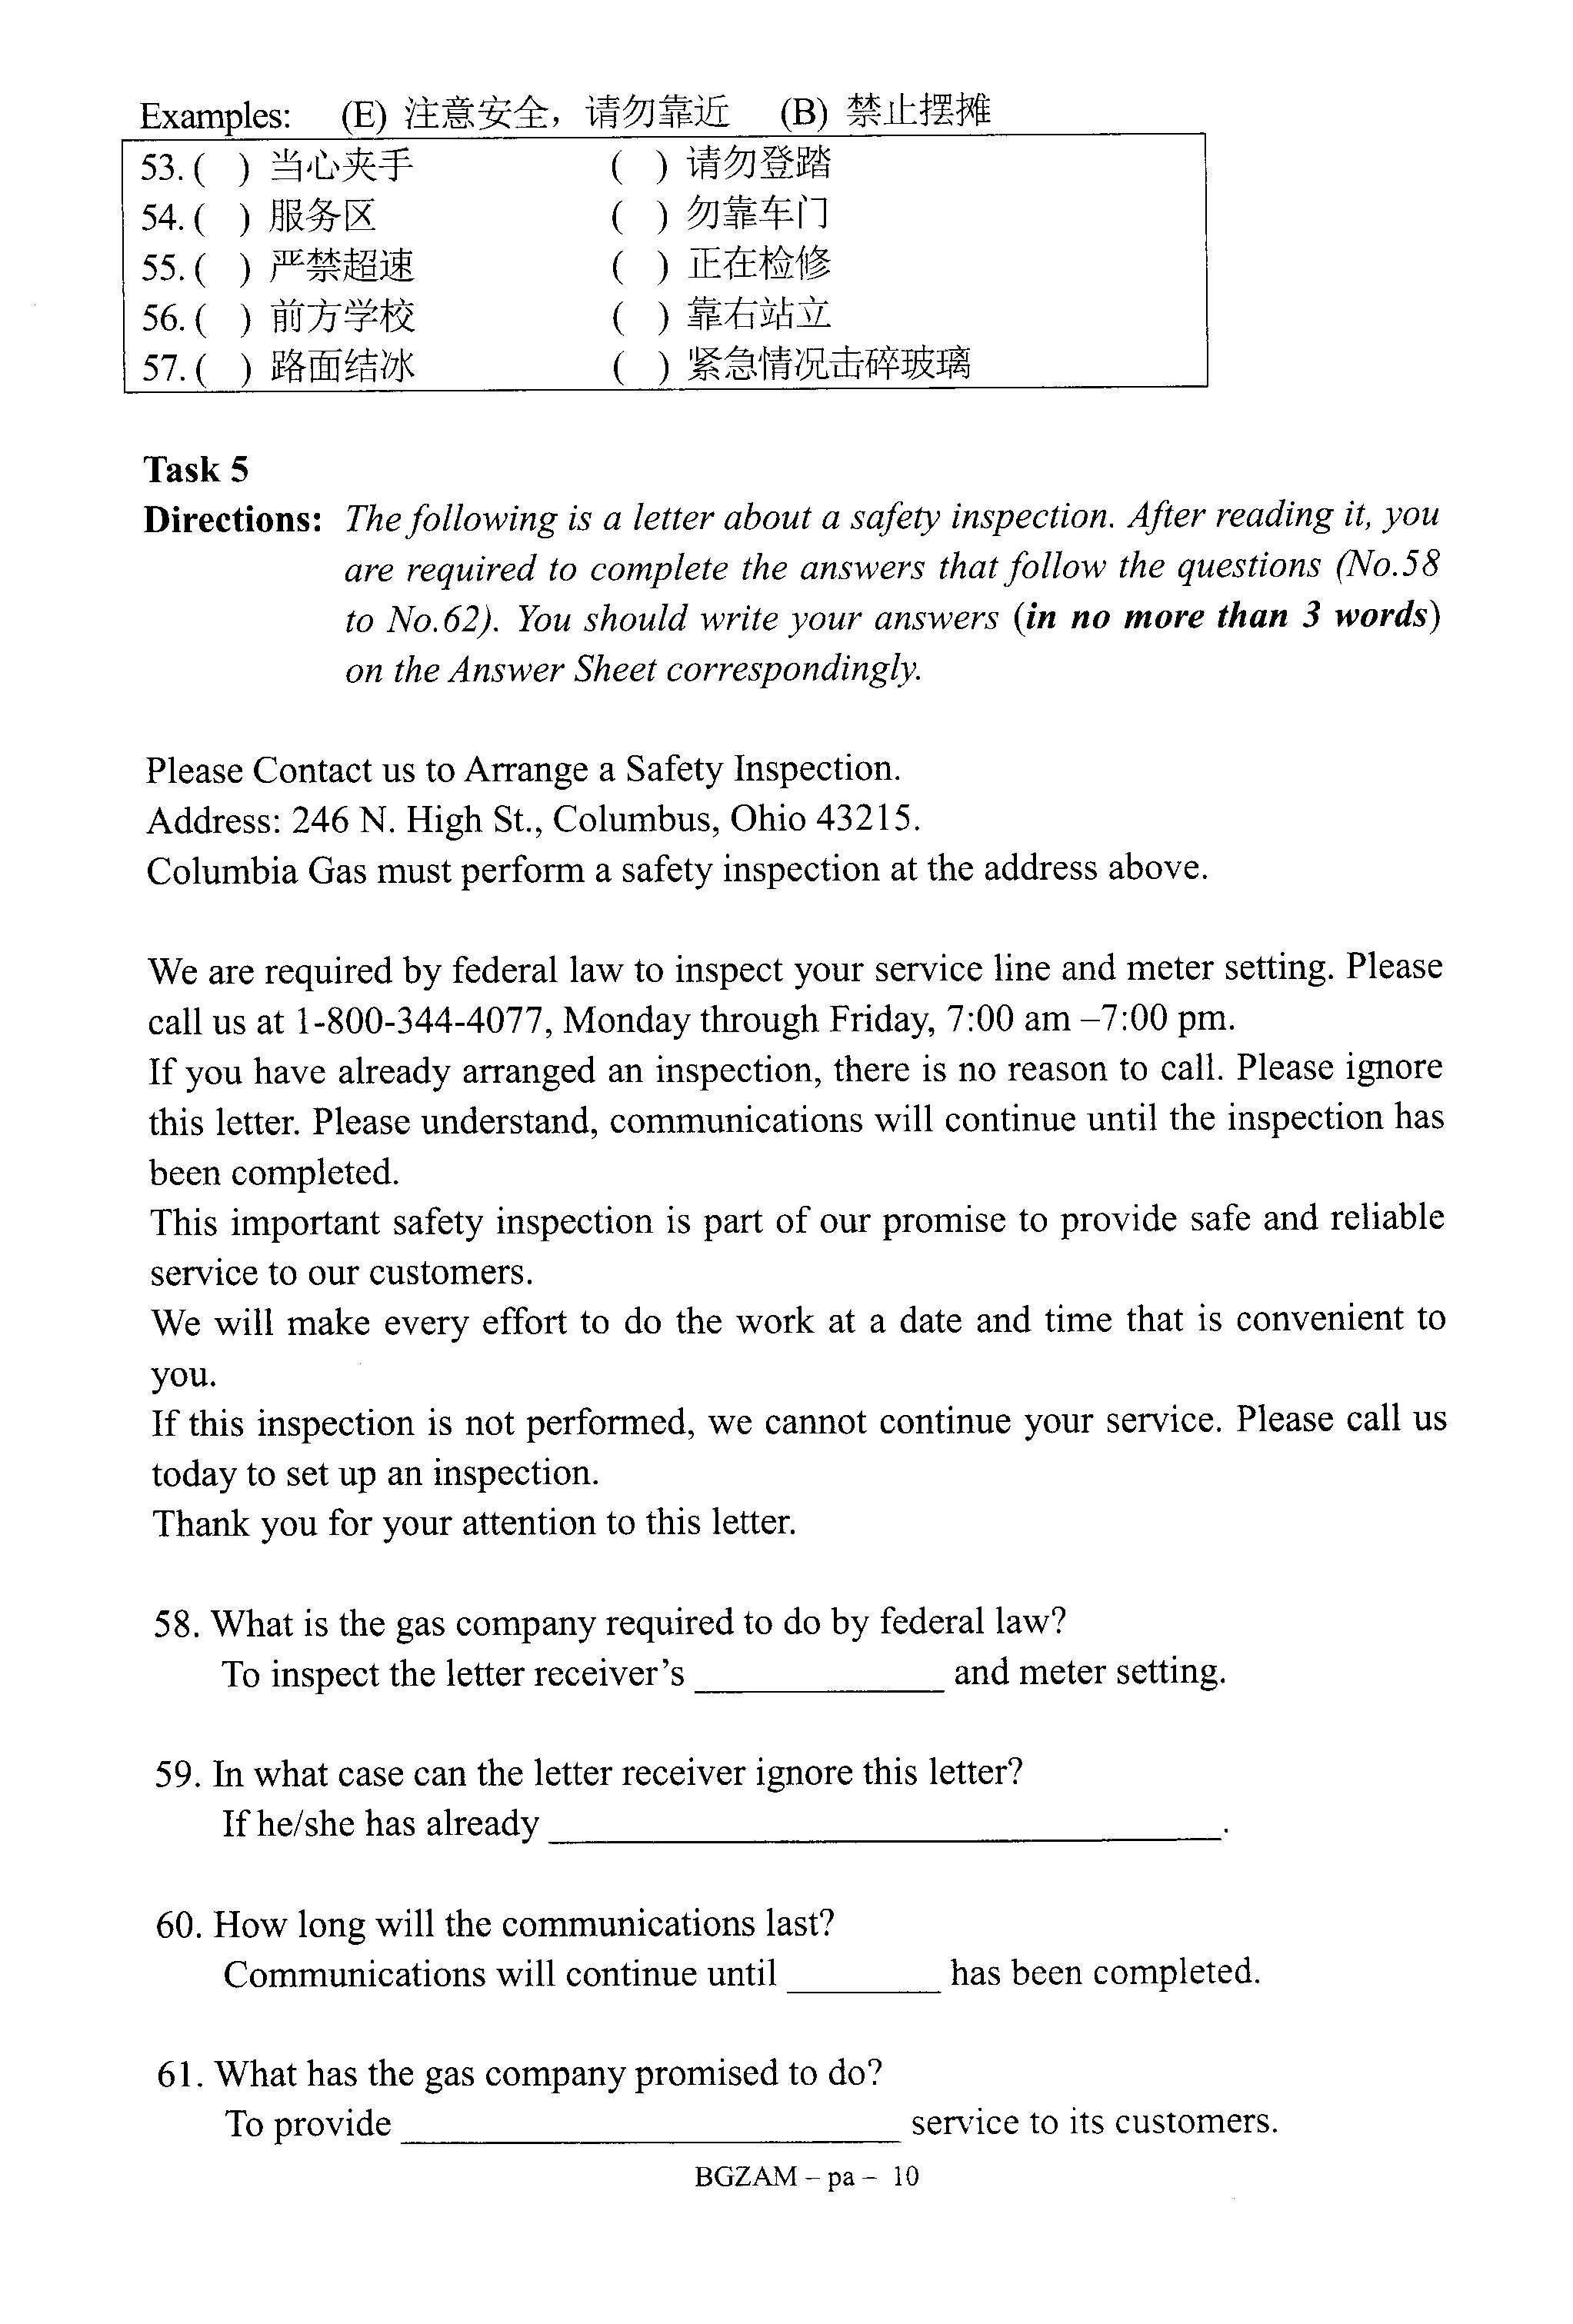 Examples: (E) 注意安全，请勿靠近 (B) 禁止摆摊
53. ( ) 当心夹手 ( ) 请勿登踏
54. ( ) 服务区 ( ) 勿靠车门
55. ( ) 严禁超速 ( ) 正在检修
56. ( ) 前方学校 ( ) 靠右站立
57. ( ) 路面结冰 ( ) 紧急情况击碎玻璃
Task 5
Directions: The following is a letter about a safety inspection. After reading it, you
are required to complete the answers that follow the questions (No.58
to No.62). You should write your answers (in no more than 3 words)
on the Answer Sheet correspondingly.
Please Contact us to Arrange a Safety Inspection.
Address: 246 N. High St., Columbus, Ohio 43215.
Columbia Gas must perform a safety inspection at the address above.
We are required by federal law to inspect your service line and meter setting. Please
call us at 1-800-344-4077, Monday through Friday, 7:00 am –7:00 pm.
If you have already arranged an inspection, there is no reason to call. Please ignore
this letter. Please understand, communications will continue until the inspection has
been completed.
This important safety inspection is part of our promise to provide safe and reliable
service to our customers.
We will make every effort to do the work at a date and time that is convenient to
you.
If this inspection is not performed, we cannot continue your service. Please call us
today to set up an inspection.
Thank you for your attention to this letter.
58. What is the gas company required to do by federal law?
To inspect the letter receiver's ____________ and meter setting.
59. In what case can the letter receiver ignore this letter?
If he/she has already ________________________________.
60. How long will the communications last?
Communications will continue until ________ has been completed.
61. What has the gas company promised to do?
To provide ________________________ service to its customers.
BGZAM – pa – 10